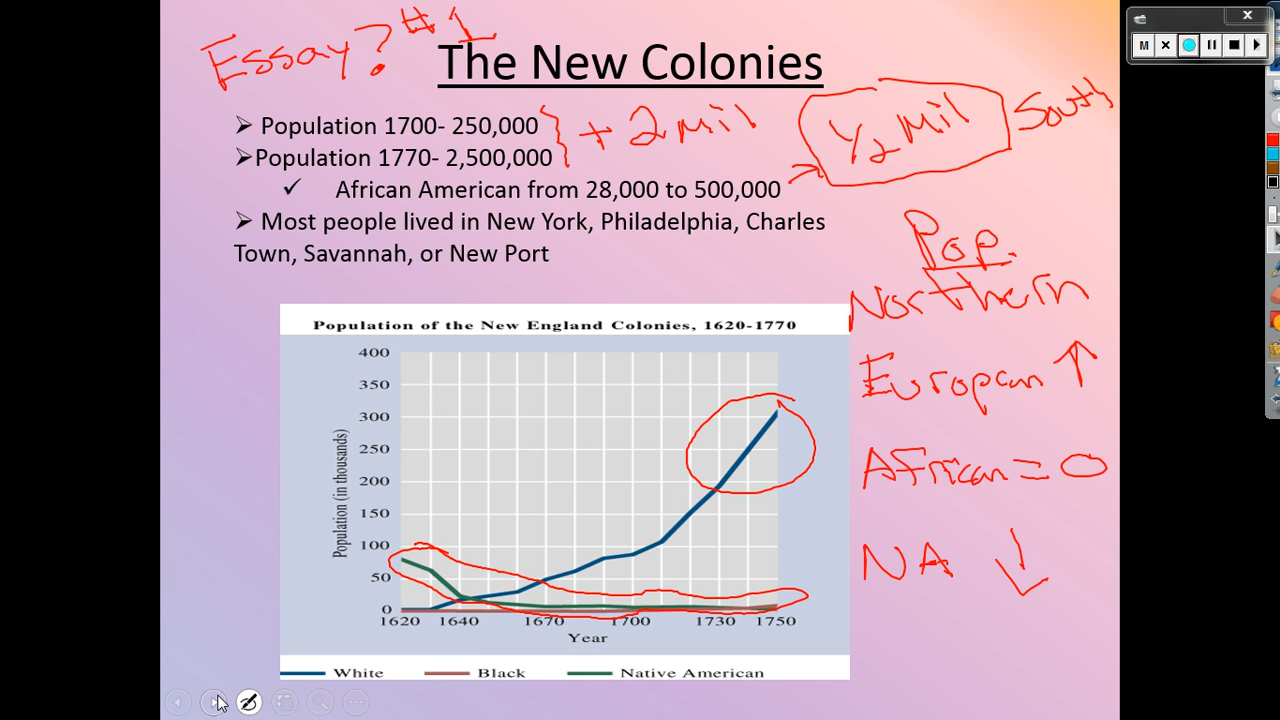 Essay? #1
The New Colonies
M
➢ Population 1700- 250,000
➢Population 1770- 2,500,000
} + 2 Mil
1/2 Mil
South
✓ African American from 28,000 to 500,000
➢ Most people lived in New York, Philadelphia, Charles
Town, Savannah, or New Port
Pop.
Northern
European ↑
African = 0
NA ↓
Population of the New England Colonies, 1620-1770
Population (in thousands)
400
350
300
250
200
150
100
50
0
1620 1640 1670 1700 1730 1750
Year
White Black Native American